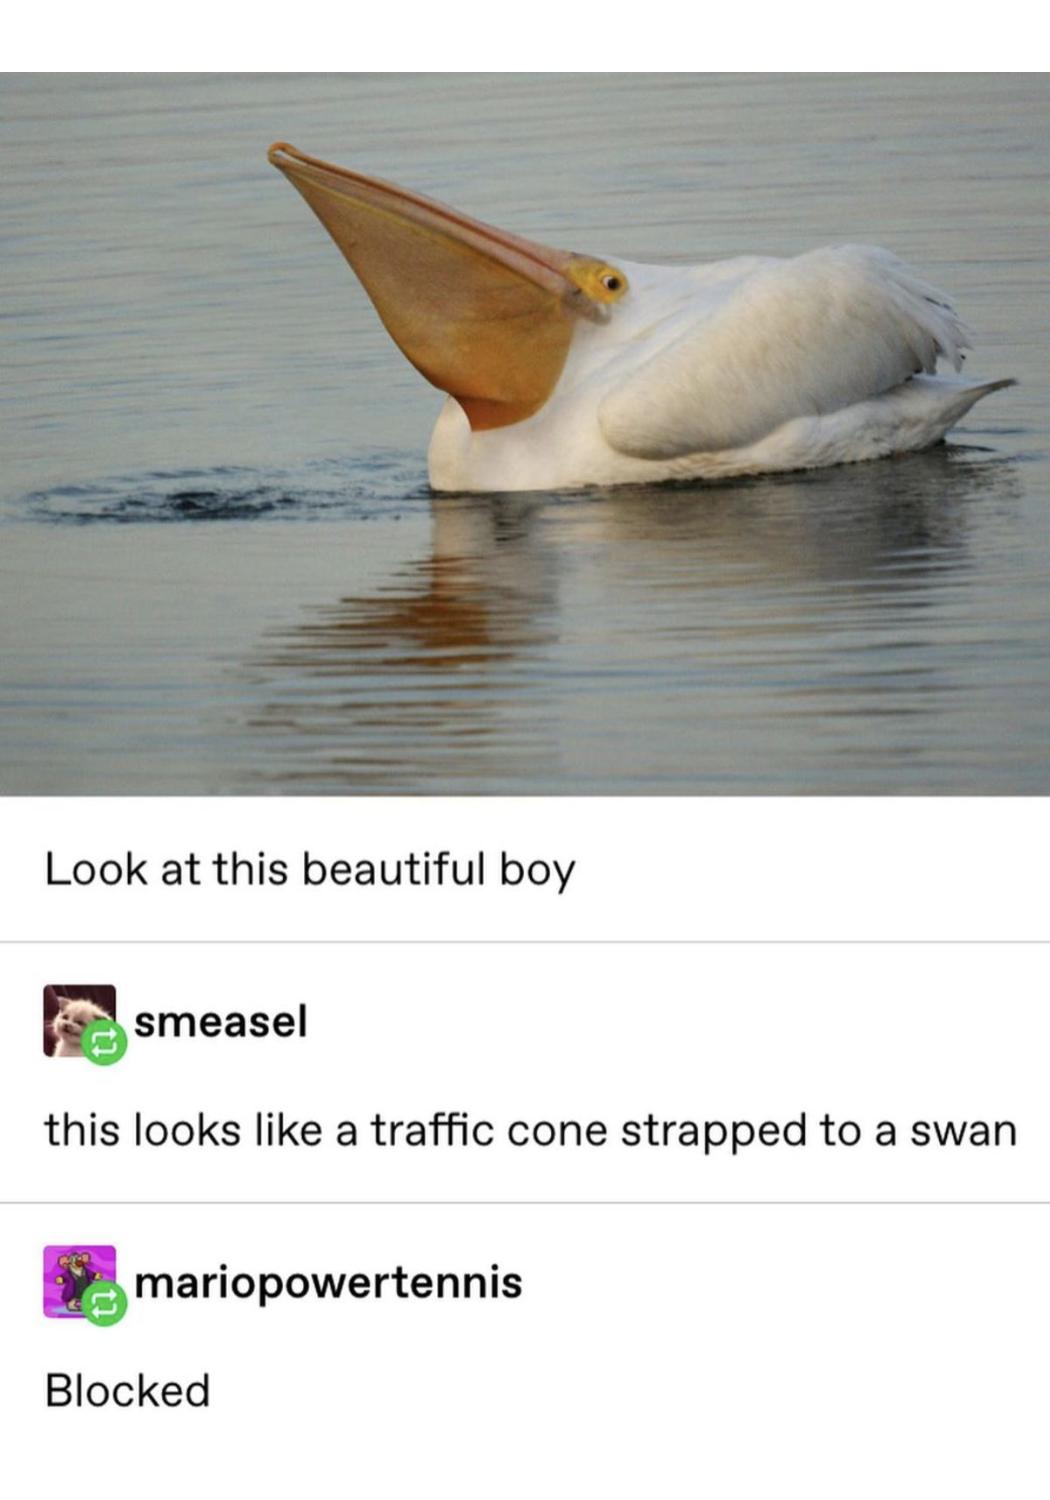 Look at this beautiful boy
smeasel
this looks like a traffic cone strapped to a swan
mariopowertennis
Blocked